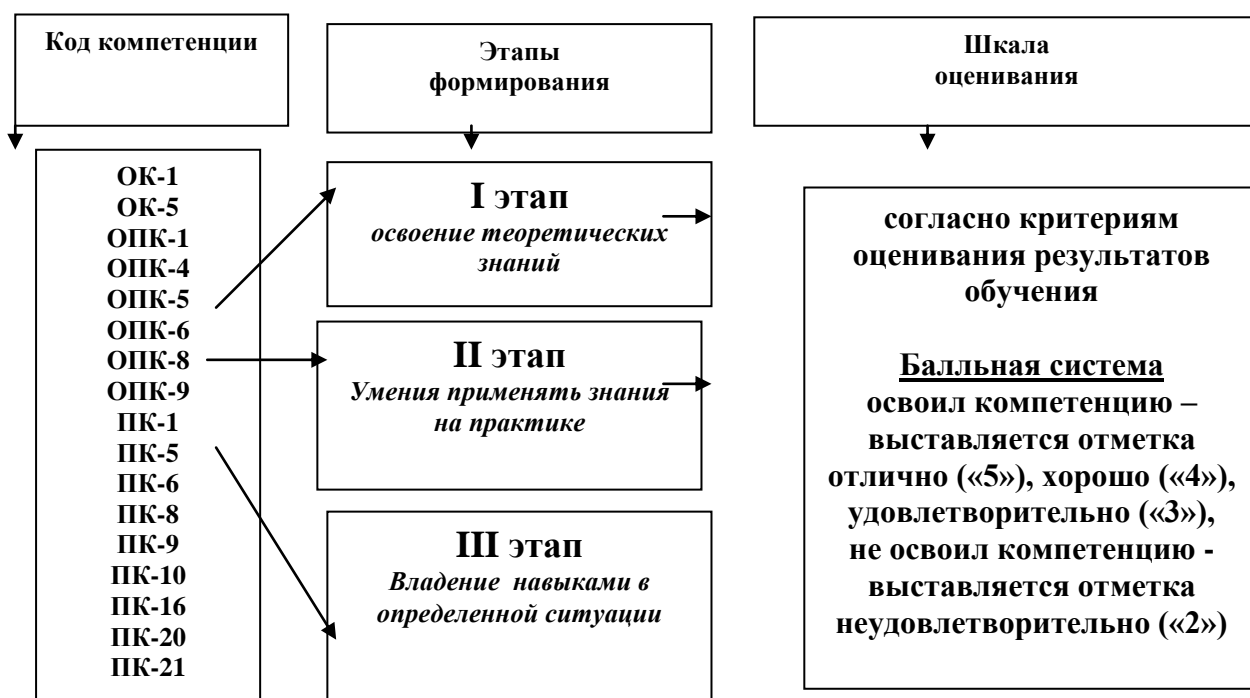 Код компетенции
Этапы
формирования
Шкала
оценивания
ОК-1
ОК-5
ОПК-1
ОПК-4
ОПК-5
ОПК-6
ОПК-8
ОПК-9
ПК-1
ПК-5
ПК-6
ПК-8
ПК-9
ПК-10
ПК-16
ПК-20
ПК-21
I этап
освоение теоретических
знаний
II этап
Умения применять знания
на практике
III этап
Владение навыками в
определенной ситуации
согласно критериям
оценивания результатов
обучения
Балльная система
освоил компетенцию –
выставляется отметка
отлично («5»), хорошо («4»),
удовлетворительно («3»),
не освоил компетенцию -
выставляется отметка
неудовлетворительно («2»)